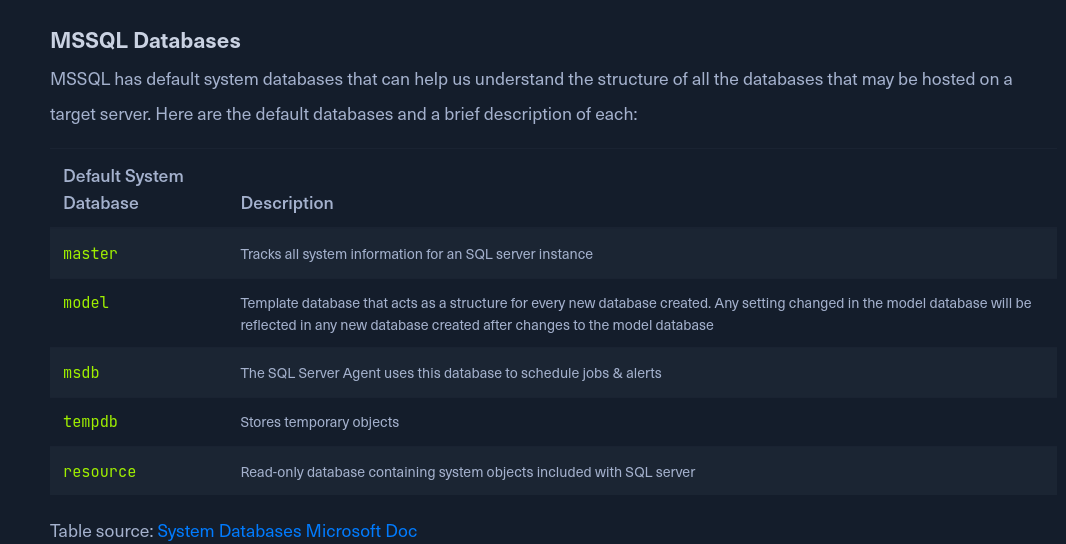 MSSQL Databases
MSSQL has default system databases that can help us understand the structure of all the databases that may be hosted on a
target server. Here are the default databases and a brief description of each:
Default System
Database Description
master Tracks all system information for an SQL server instance
model Template database that acts as a structure for every new database created. Any setting changed in the model database will be
reflected in any new database created after changes to the model database
msdb The SQL Server Agent uses this database to schedule jobs & alerts
tempdb Stores temporary objects
resource Read-only database containing system objects included with SQL server
Table source: System Databases Microsoft Doc